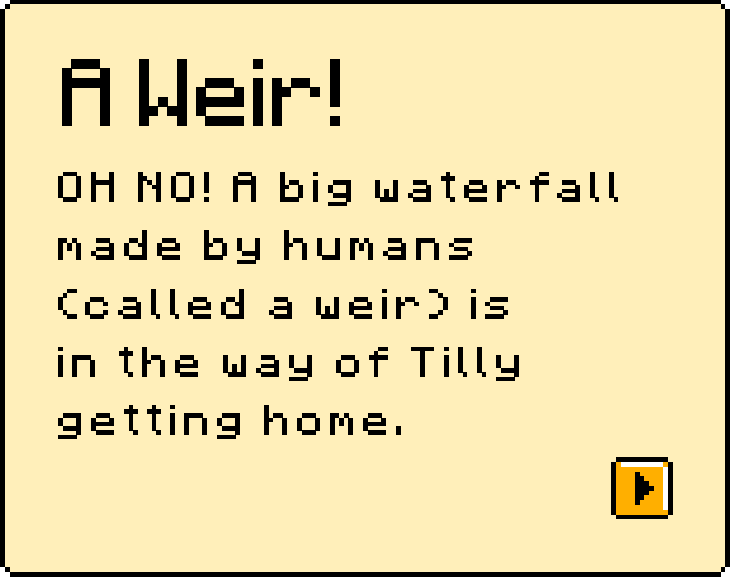 A Weir!
OH NO! A big waterfall
made by humans
(called a weir) is
in the way of Tilly
getting home.